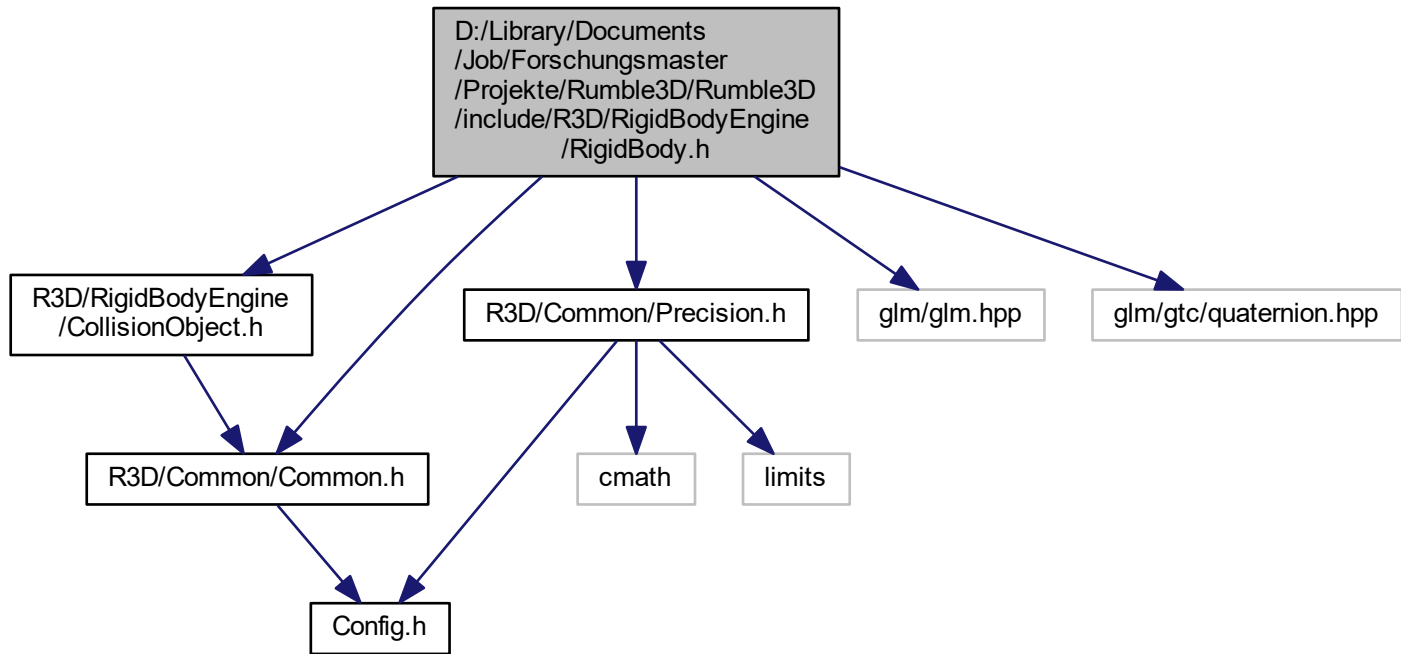 D:/Library/Documents
/Job/Forschungsmaster
/Projekte/Rumble3D/Rumble3D
/include/R3D/RigidBodyEngine
/RigidBody.h
R3D/RigidBodyEngine
/CollisionObject.h
R3D/Common/Precision.h
glm/glm.hpp
glm/gtc/quaternion.hpp
R3D/Common/Common.h
cmath
limits
Config.h